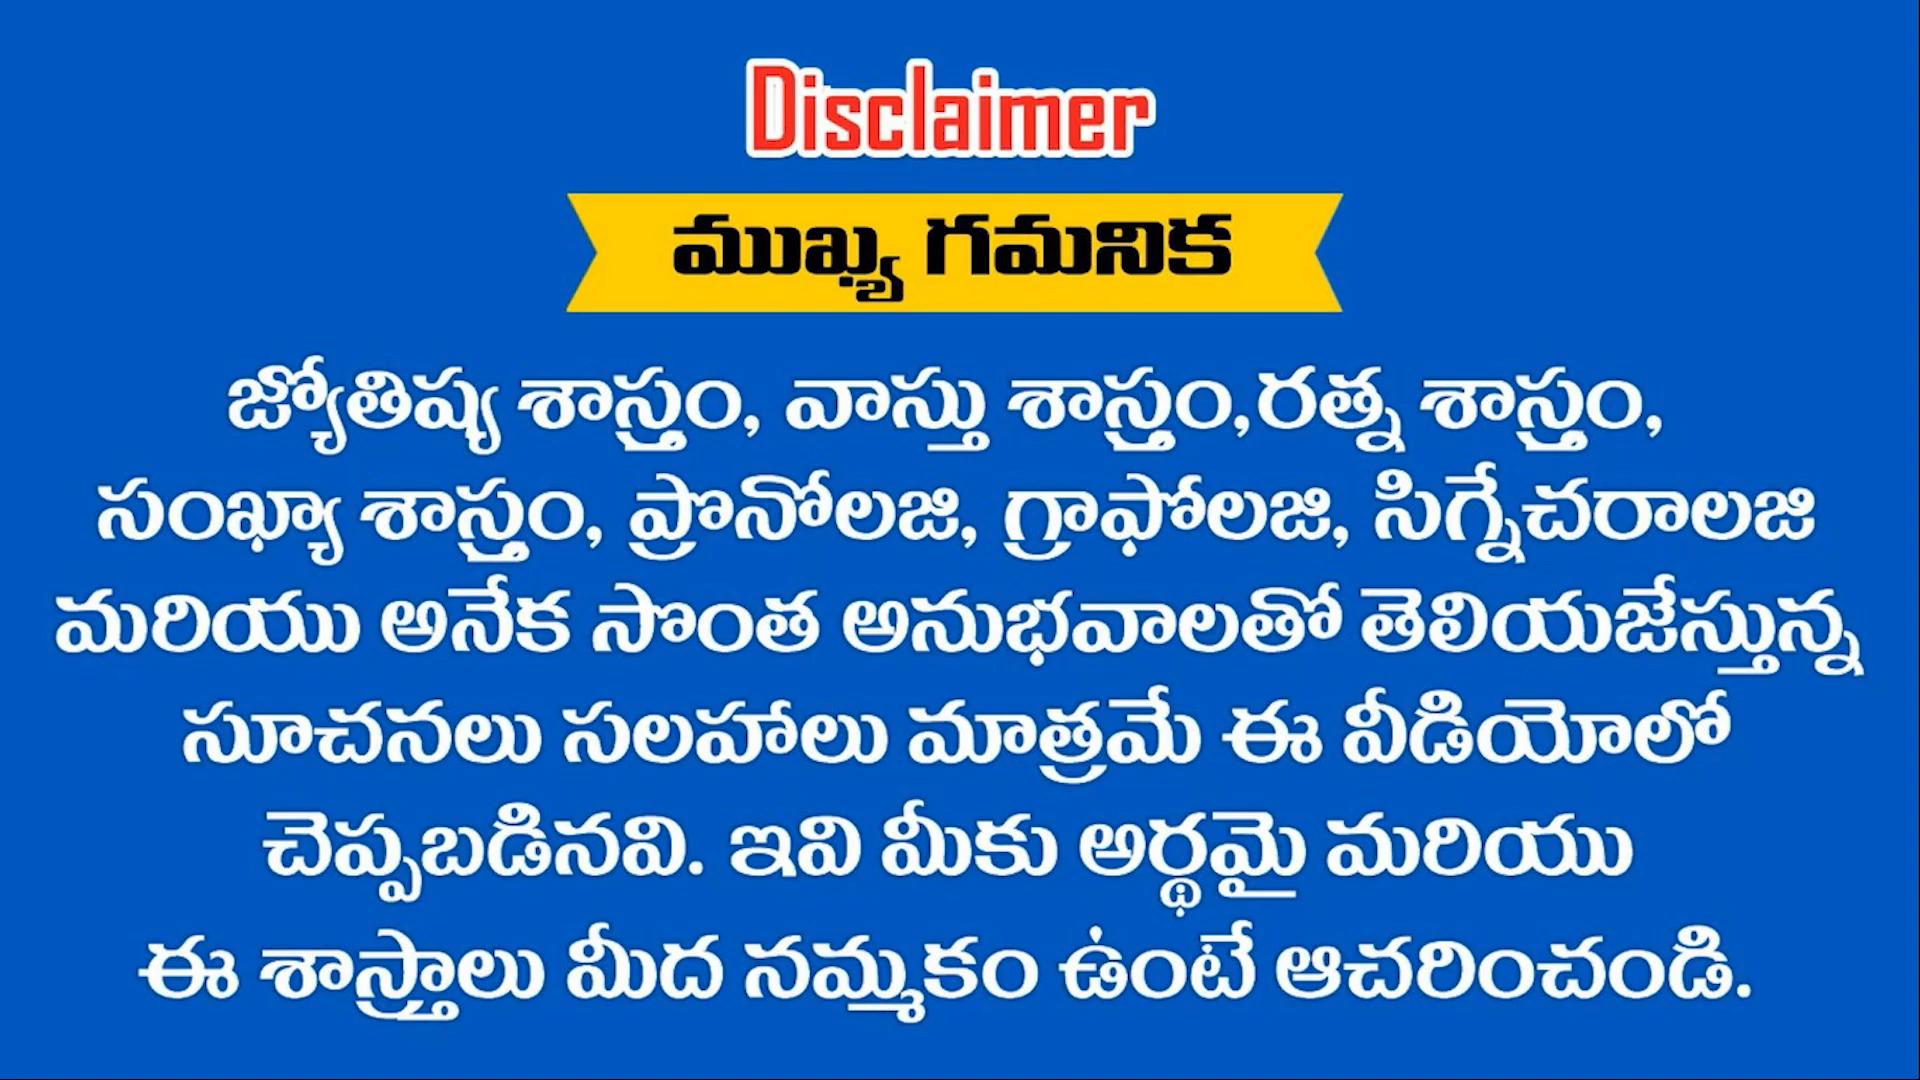 Disclaimer
ముఖ్య గమనిక
జ్యోతిష్య శాస్త్రం, వాస్తు శాస్త్రం,రత్న శాస్త్రం,
సంఖ్యా శాస్త్రం, ప్రొనోలజి, గ్రాఫోలజి, సిగ్నేచరాలజి
మరియు అనేక సొంత అనుభవాలతో తెలియజేస్తున్న
సూచనలు సలహాలు మాత్రమే ఈ వీడియోలో
చెప్పబడినవి. ఇవి మీకు అర్థమై మరియు
ఈ శాస్త్రాలు మీద నమ్మకం ఉంటే ఆచరించండి.